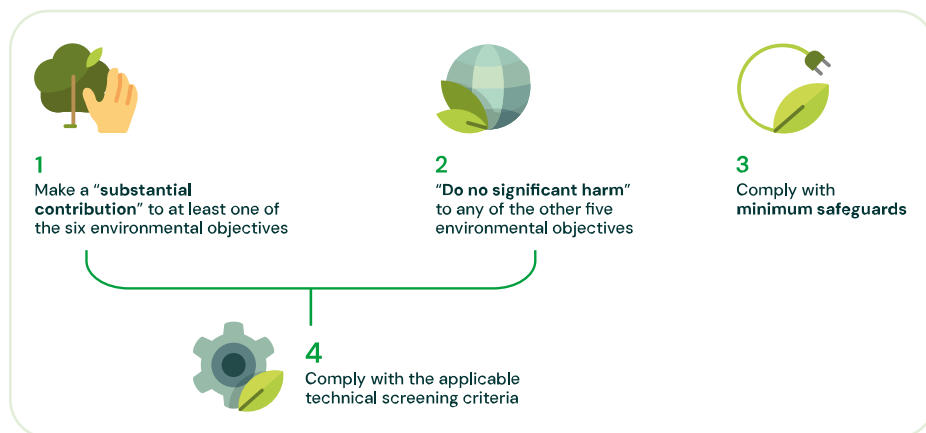 1
Make a “substantial
contribution” to at least one of
the six environmental objectives
2
“Do no significant harm”
to any of the other five
environmental objectives
3
Comply with
minimum safeguards
4
Comply with the applicable
technical screening criteria